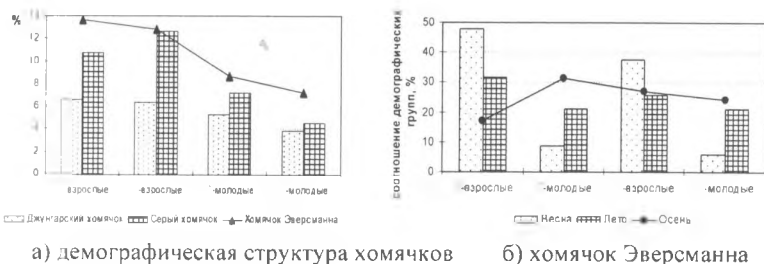 %
14
12
10
8
6
4
2
0
-взрослые -взрослые -молодые -молодые
Джунгарский хомячок Серый хомячок Хомячок Эверсманна
соотношение демографических
групп, %
50
40
30
20
10
0
-взрослые -молодые -взрослые -молодые
Весна Лето Осень
а) демографическая структура хомячков б) хомячок Эверсманна